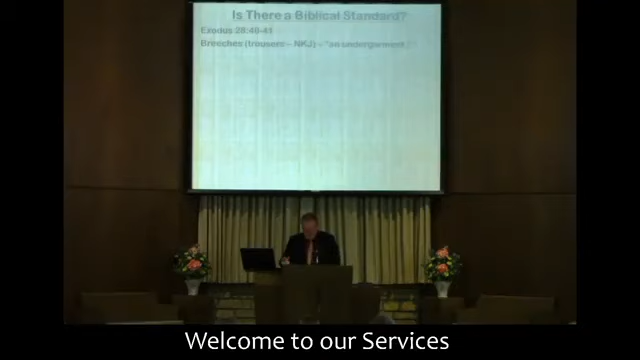 Is There a Biblical Standard?
Exodus 28:40-41
Breeches (trousers – NKJ) – "an undergarment."
Welcome to our Services